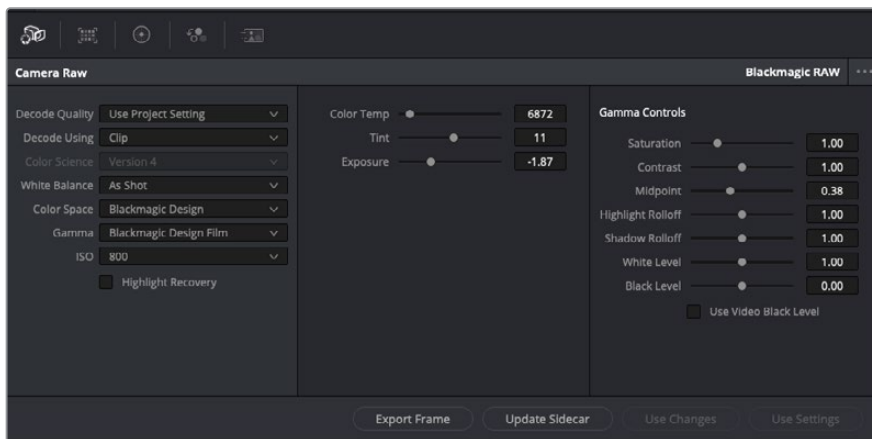 Camera Raw
Blackmagic RAW
Decode Quality Use Project Setting
Decode Using Clip
Color Science Version 4
White Balance As Shot
Color Space Blackmagic Design
Gamma Blackmagic Design Film
ISO 800
Highlight Recovery
Color Temp 6872
Tint 11
Exposure -1.87
Gamma Controls
Saturation 1.00
Contrast 1.00
Midpoint 0.38
Highlight Rolloff 1.00
Shadow Rolloff 1.00
White Level 1.00
Black Level 0.00
Use Video Black Level
Export Frame
Update Sidecar
Use Changes
Use Settings